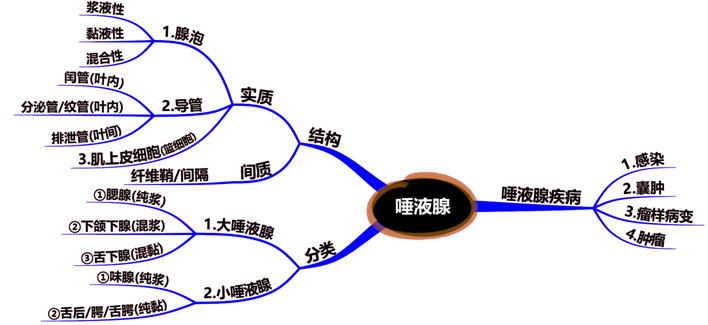 浆液性
黏液性
混合性
1.腺泡
闰管(叶内)
分泌管/纹管(叶内)
排泄管(叶间)
2.导管
3.肌上皮细胞(蓝细胞)
实质
纤维鞘/间隔
间质
结构
①腮腺(纯浆)
②下颌下腺(混浆)
③舌下腺(混黏)
1.大唾液腺
①味腺(纯浆)
②舌后/腭/舌腭(纯黏)
2.小唾液腺
分类
唾液腺
唾液腺疾病
1.感染
2.囊肿
3.瘤样病变
4.肿瘤